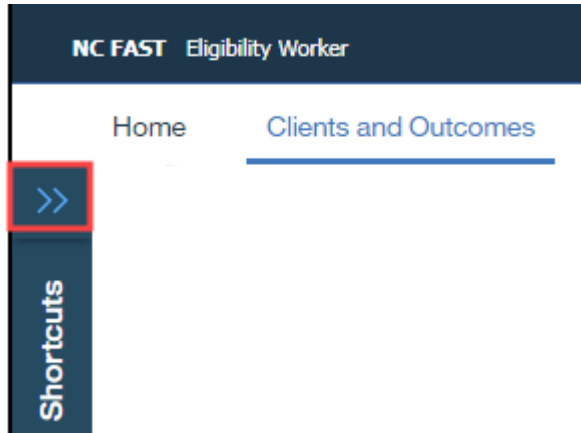 NC FAST Eligibility Worker
Home Clients and Outcomes
Shortcuts